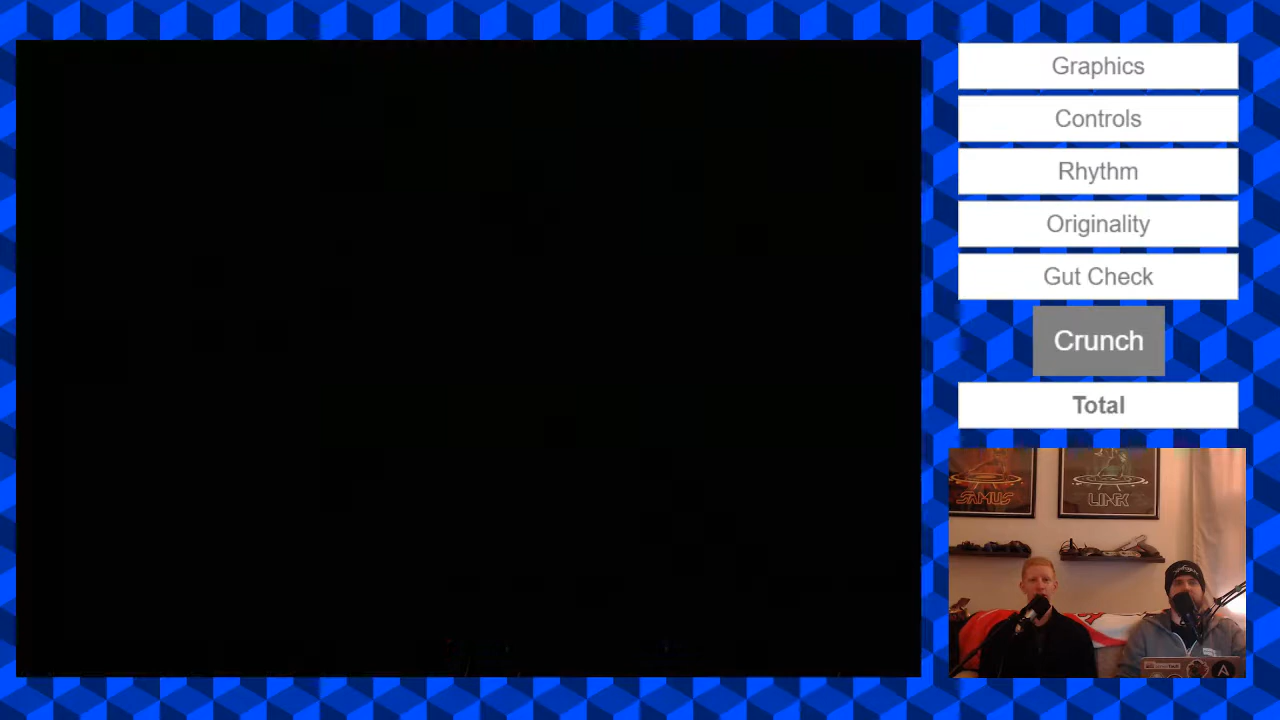 Graphics
Controls
Rhythm
Originality
Gut Check
Crunch
Total
SAMUS
LINK